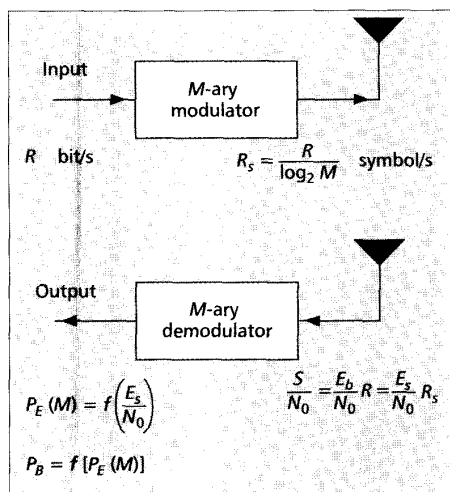 Input
M-ary
modulator
R bit/s
R_s = R / log_2 M symbol/s
Output
M-ary
demodulator
S/N_0 = E_b/N_0 R = E_s/N_0 R_s
P_E (M) = f(E_s/N_0)
P_B = f [P_E (M)]